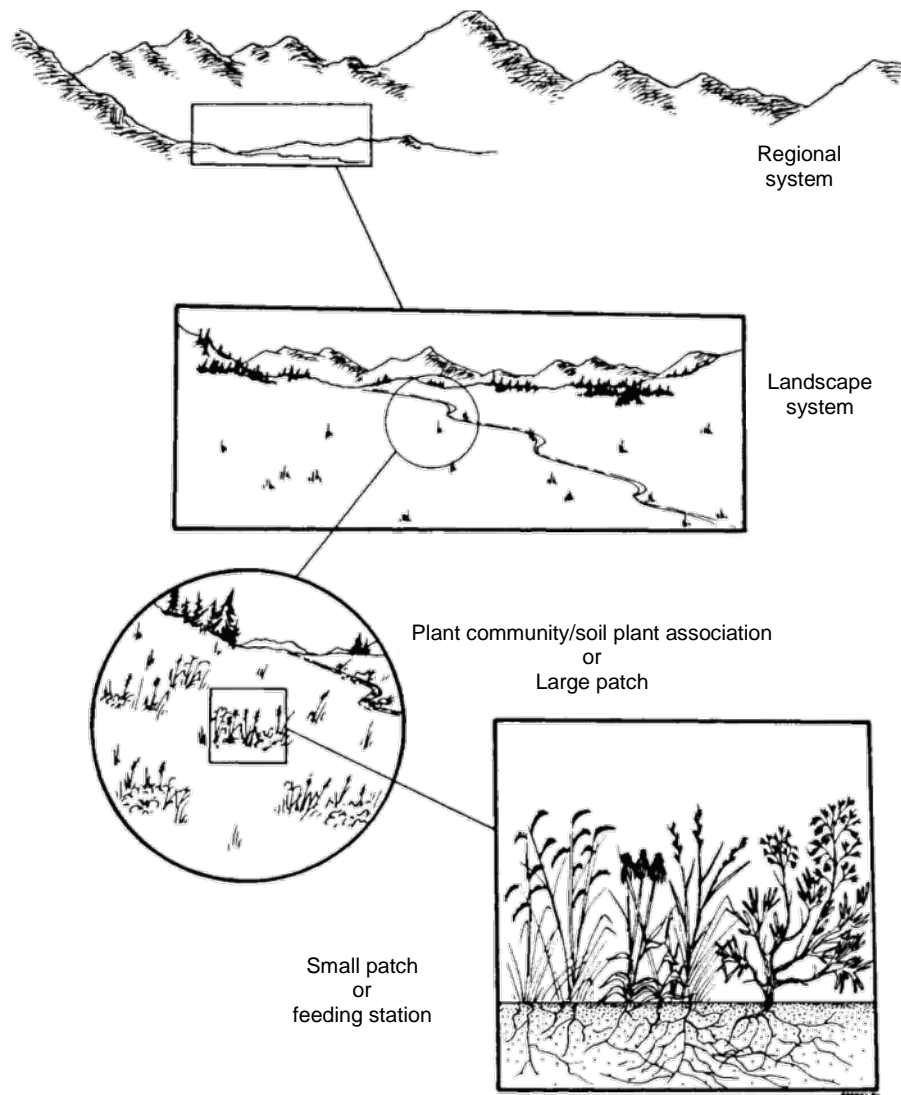 Regional
system
Landscape
system
Plant community/soil plant association
or
Large patch
Small patch
or
feeding station